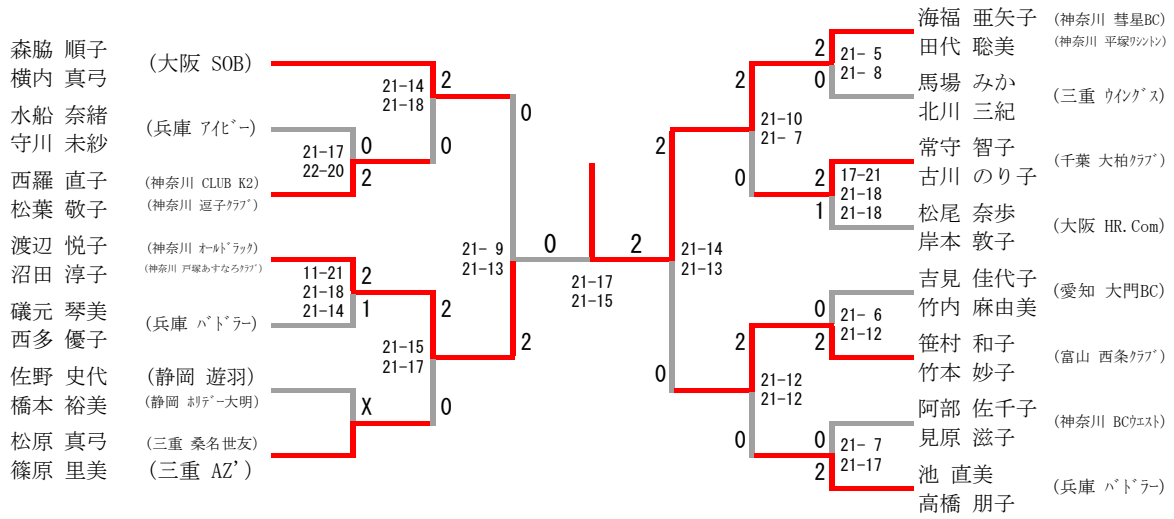 森脇 順子
横内 真弓
(大阪 SOB)
水船 奈緒
守川 未紗
(兵庫 ｱｲﾋﾞｰ)
西羅 直子
松葉 敬子
(神奈川 CLUB K2)
(神奈川 逗子ｸﾗﾌﾞ)
渡辺 悦子
沼田 淳子
(神奈川 ｵｰﾙﾄﾞﾗｯｸ)
(神奈川 戸塚あすなろｸﾗﾌﾞ)
礒元 琴美
西多 優子
(兵庫 ﾊﾞﾄﾞﾗｰ)
佐野 史代
橋本 裕美
(静岡 遊羽)
(静岡 ﾎﾘﾃﾞｰ大明)
松原 真弓
篠原 里美
(三重 桑名世友)
(三重 AZ')
21-14
21-18
2
0
21-17
22-20
0
2
11-21
21-18
21-14
2
1
21-15
21-17
2
0
X
21- 9
21-13
0
2
0
2
21-17
21-15
21-14
21-13
2
0
21-10
21- 7
2
0
21-12
21-12
2
0
2
0
21- 5
21- 8
2
1
17-21
21-18
21-18
0
2
21- 6
21-12
0
2
21- 7
21-17
海福 亜矢子
田代 聡美
(神奈川 彗星BC)
(神奈川 平塚ﾜｼﾝﾄﾝ)
馬場 みか
北川 三紀
(三重 ｳｲﾝｸﾞｽ)
常守 智子
古川 のり子
(千葉 大柏ｸﾗﾌﾞ)
松尾 奈歩
岸本 敦子
(大阪 HR.Com)
吉見 佳代子
竹内 麻由美
(愛知 大門BC)
笹村 和子
竹本 妙子
(富山 西条ｸﾗﾌﾞ)
阿部 佐千子
見原 滋子
(神奈川 BCｳｴｽﾄ)
池 直美
高橋 朋子
(兵庫 ﾊﾞﾄﾞﾗｰ)